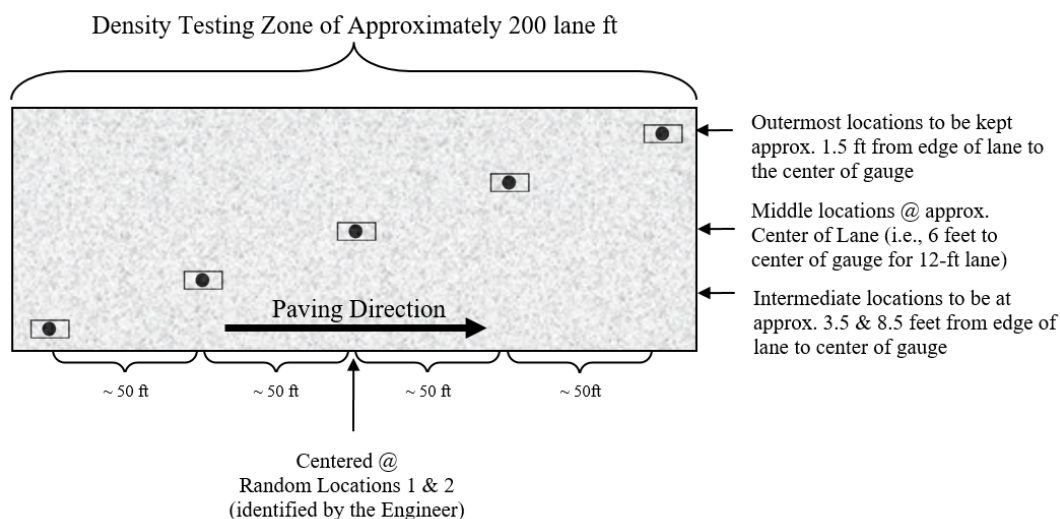 Density Testing Zone of Approximately 200 lane ft
Outermost locations to be kept
approx. 1.5 ft from edge of lane to
the center of gauge
Middle locations @ approx.
Center of Lane (i.e., 6 feet to
center of gauge for 12-ft lane)
Intermediate locations to be at
approx. 3.5 & 8.5 feet from edge of
lane to center of gauge
Paving Direction
~ 50 ft
~ 50 ft
~ 50 ft
~ 50ft
Centered @
Random Locations 1 & 2
(identified by the Engineer)